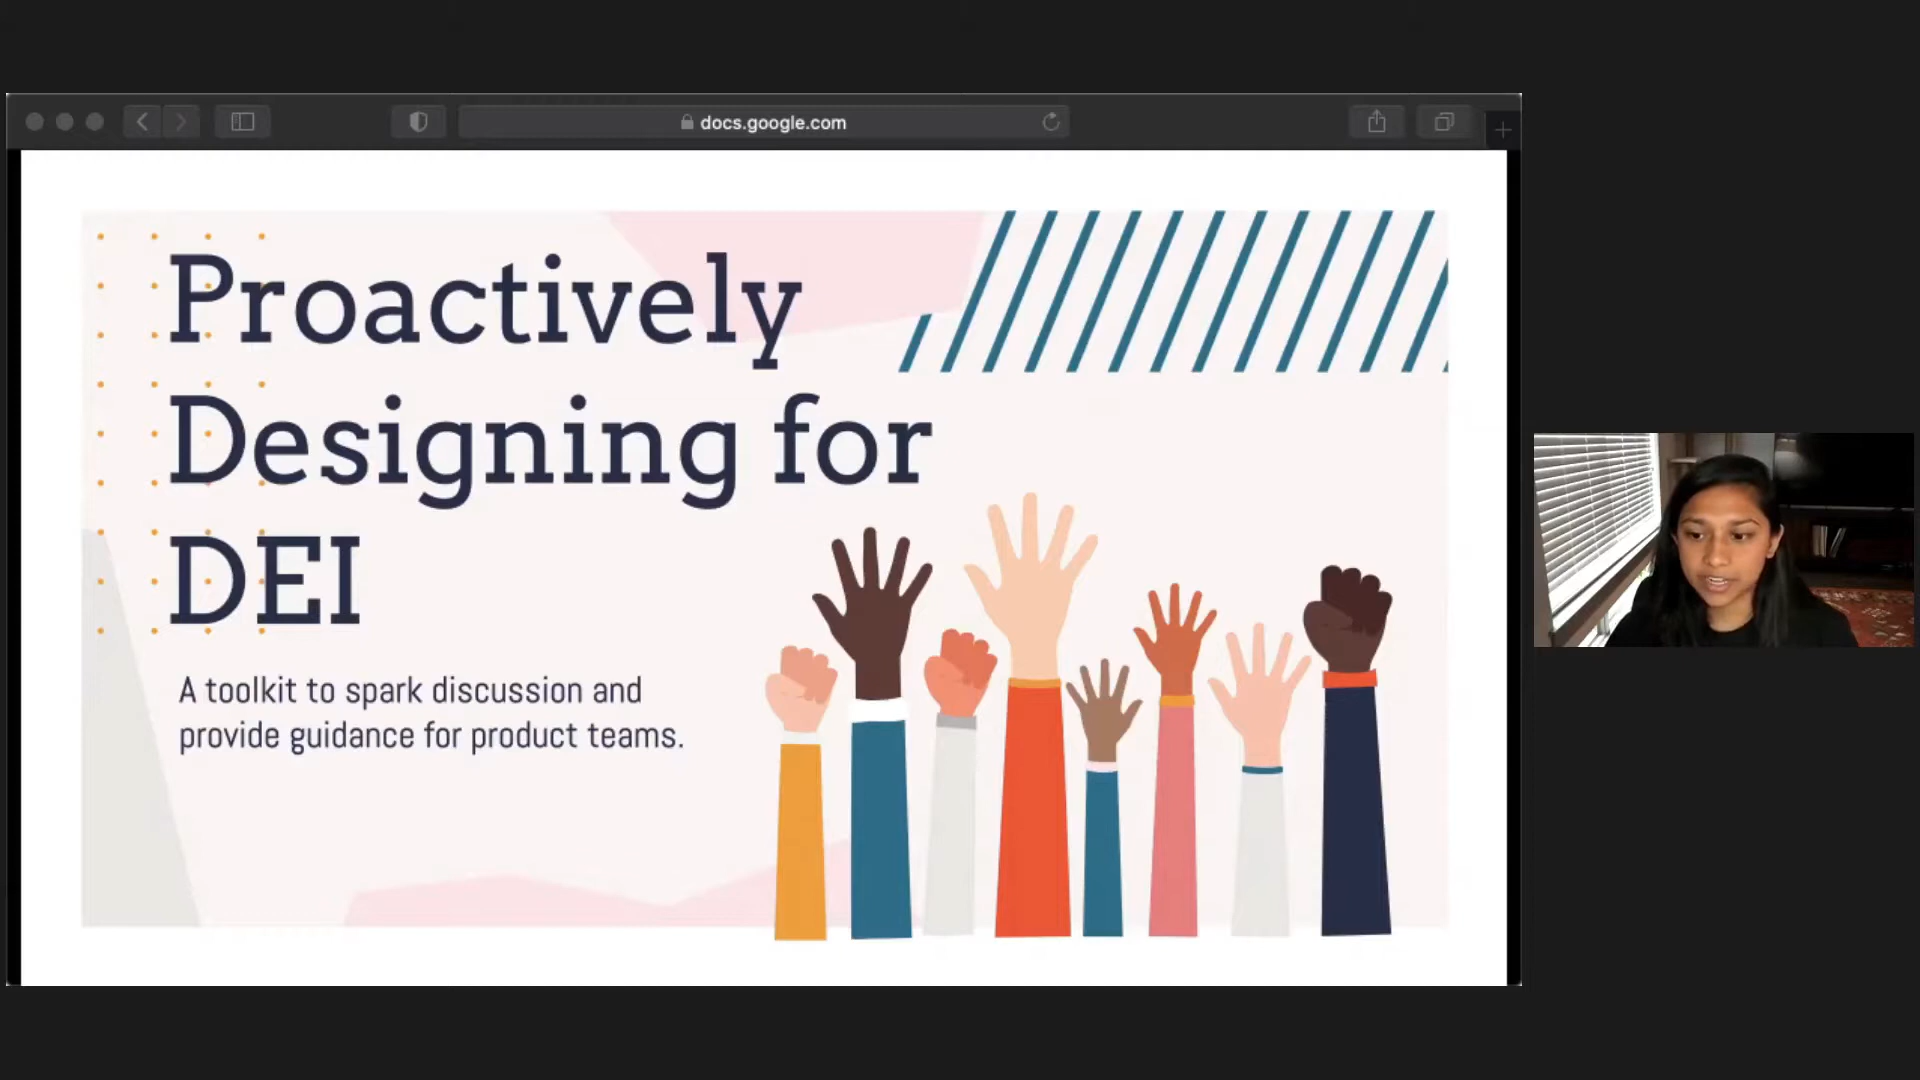 docs.google.com
Proactively
Designing for
DEI
A toolkit to spark discussion and
provide guidance for product teams.